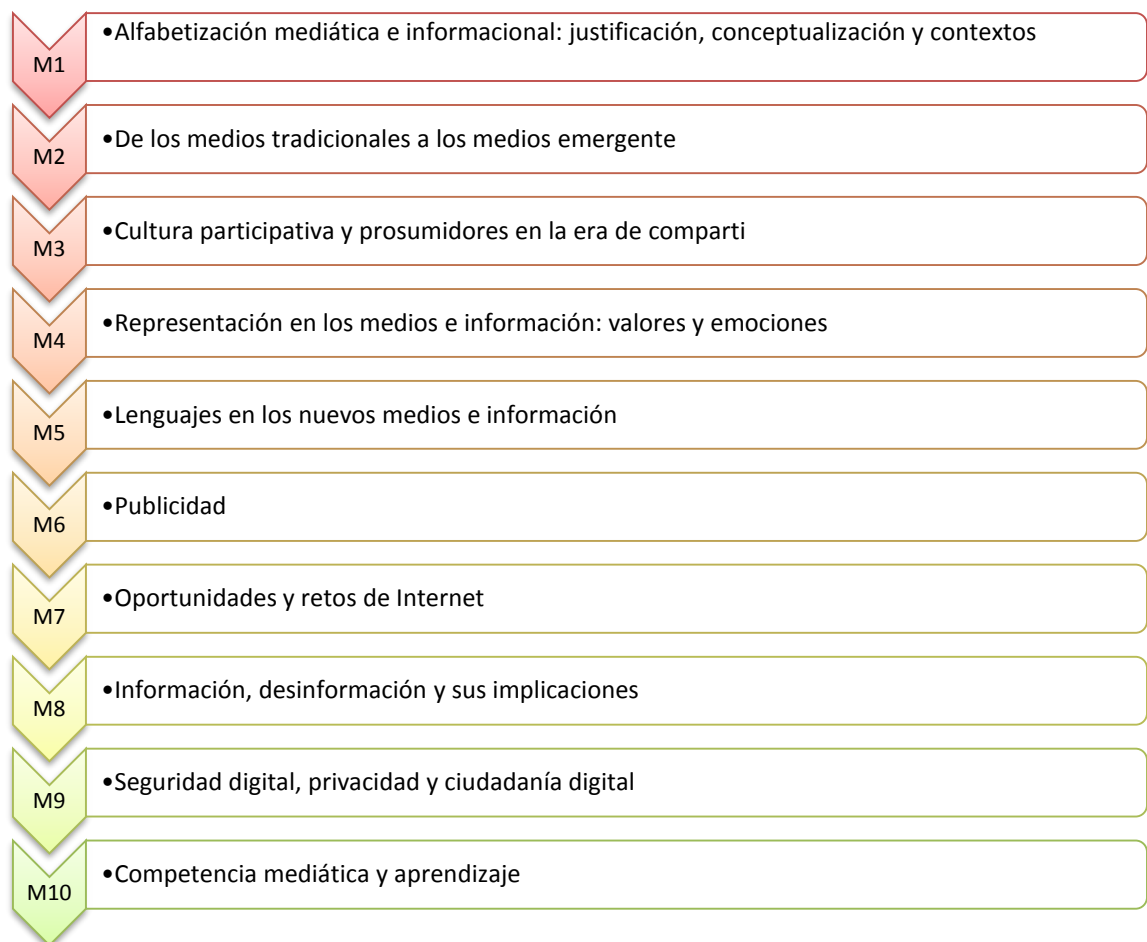 M1
•Alfabetización mediática e informacional: justificación, conceptualización y contextos
M2
•De los medios tradicionales a los medios emergente
M3
•Cultura participativa y prosumidores en la era de comparti
M4
•Representación en los medios e información: valores y emociones
M5
•Lenguajes en los nuevos medios e información
M6
•Publicidad
M7
•Oportunidades y retos de Internet
M8
•Información, desinformación y sus implicaciones
M9
•Seguridad digital, privacidad y ciudadanía digital
M10
•Competencia mediática y aprendizaje